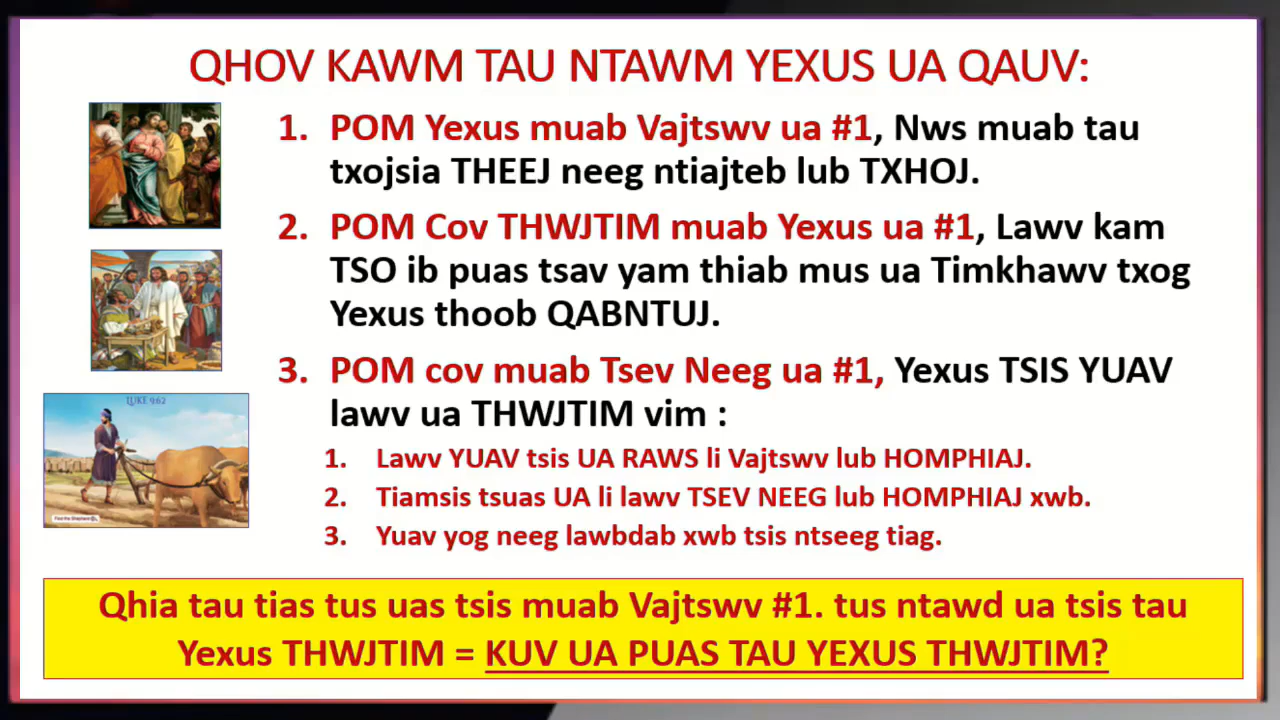 QHOV KAWM TAU NTAWM YEXUS UA QAUV:
1. POM Yexus muab Vajtswv ua #1, Nws muab tau
txojsia THEEJ neeg ntiajteb lub TXHOJ.
2. POM Cov THWJTIM muab Yexus ua #1, Lawv kam
TSO ib puas tsav yam thiab mus ua Timkhawv txog
Yexus thoob QABNTUJ.
3. POM cov muab Tsev Neeg ua #1, Yexus TSIS YUAV
lawv ua THWJTIM vim :
1. Lawv YUAV tsis UA RAWS li Vajtswv lub HOMPHIAJ.
2. Tiamsis tsuas UA li lawv TSEV NEEG lub HOMPHIAJ xwb.
3. Yuav yog neeg lawbdab xwb tsis ntseeg tiag.
LUKE 9:62
Qhia tau tias tus uas tsis muab Vajtswv #1. tus ntawd ua tsis tau
Yexus THWJTIM = KUV UA PUAS TAU YEXUS THWJTIM?